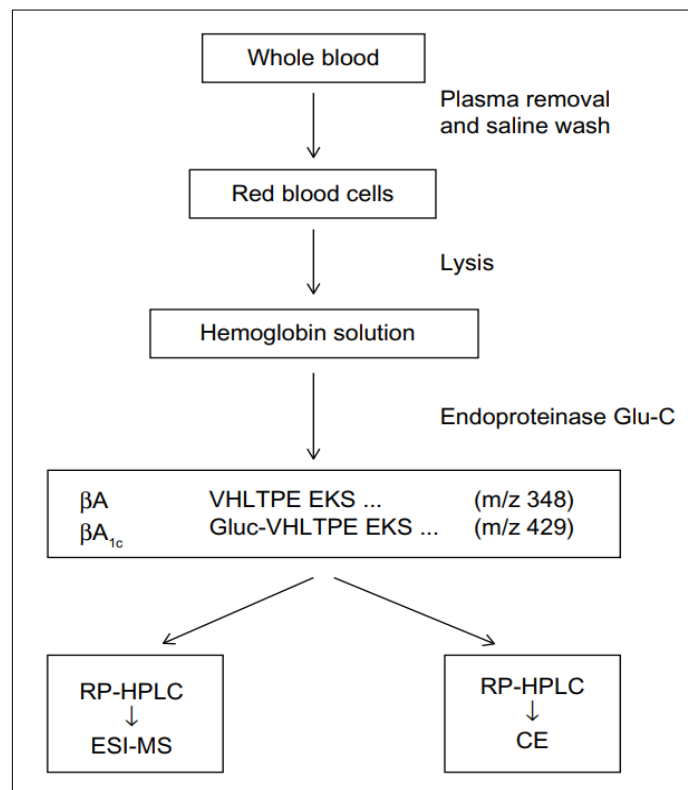 Whole blood
Plasma removal
and saline wash
Red blood cells
Lysis
Hemoglobin solution
Endoproteinase Glu-C
βA VHLTPE EKS ... (m/z 348)
βA1c Gluc-VHLTPE EKS ... (m/z 429)
RP-HPLC
↓
ESI-MS
RP-HPLC
↓
CE